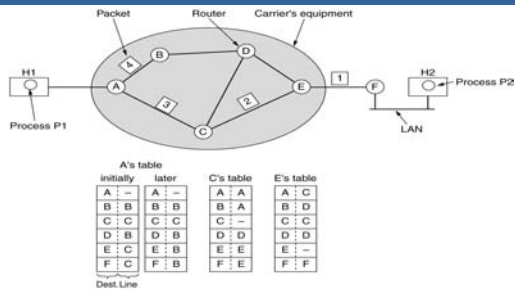 Packet Router Carrier's equipment
H1 B D H2
4 1 Process P2
A E F
3 2
Process P1 C LAN
A's table
initially later C's table E's table
A – A – A A A C
B B B B B A B D
C C C C C – C C
D B D B D D D D
E C E B E E E –
F C F B F E F F
Dest. Line